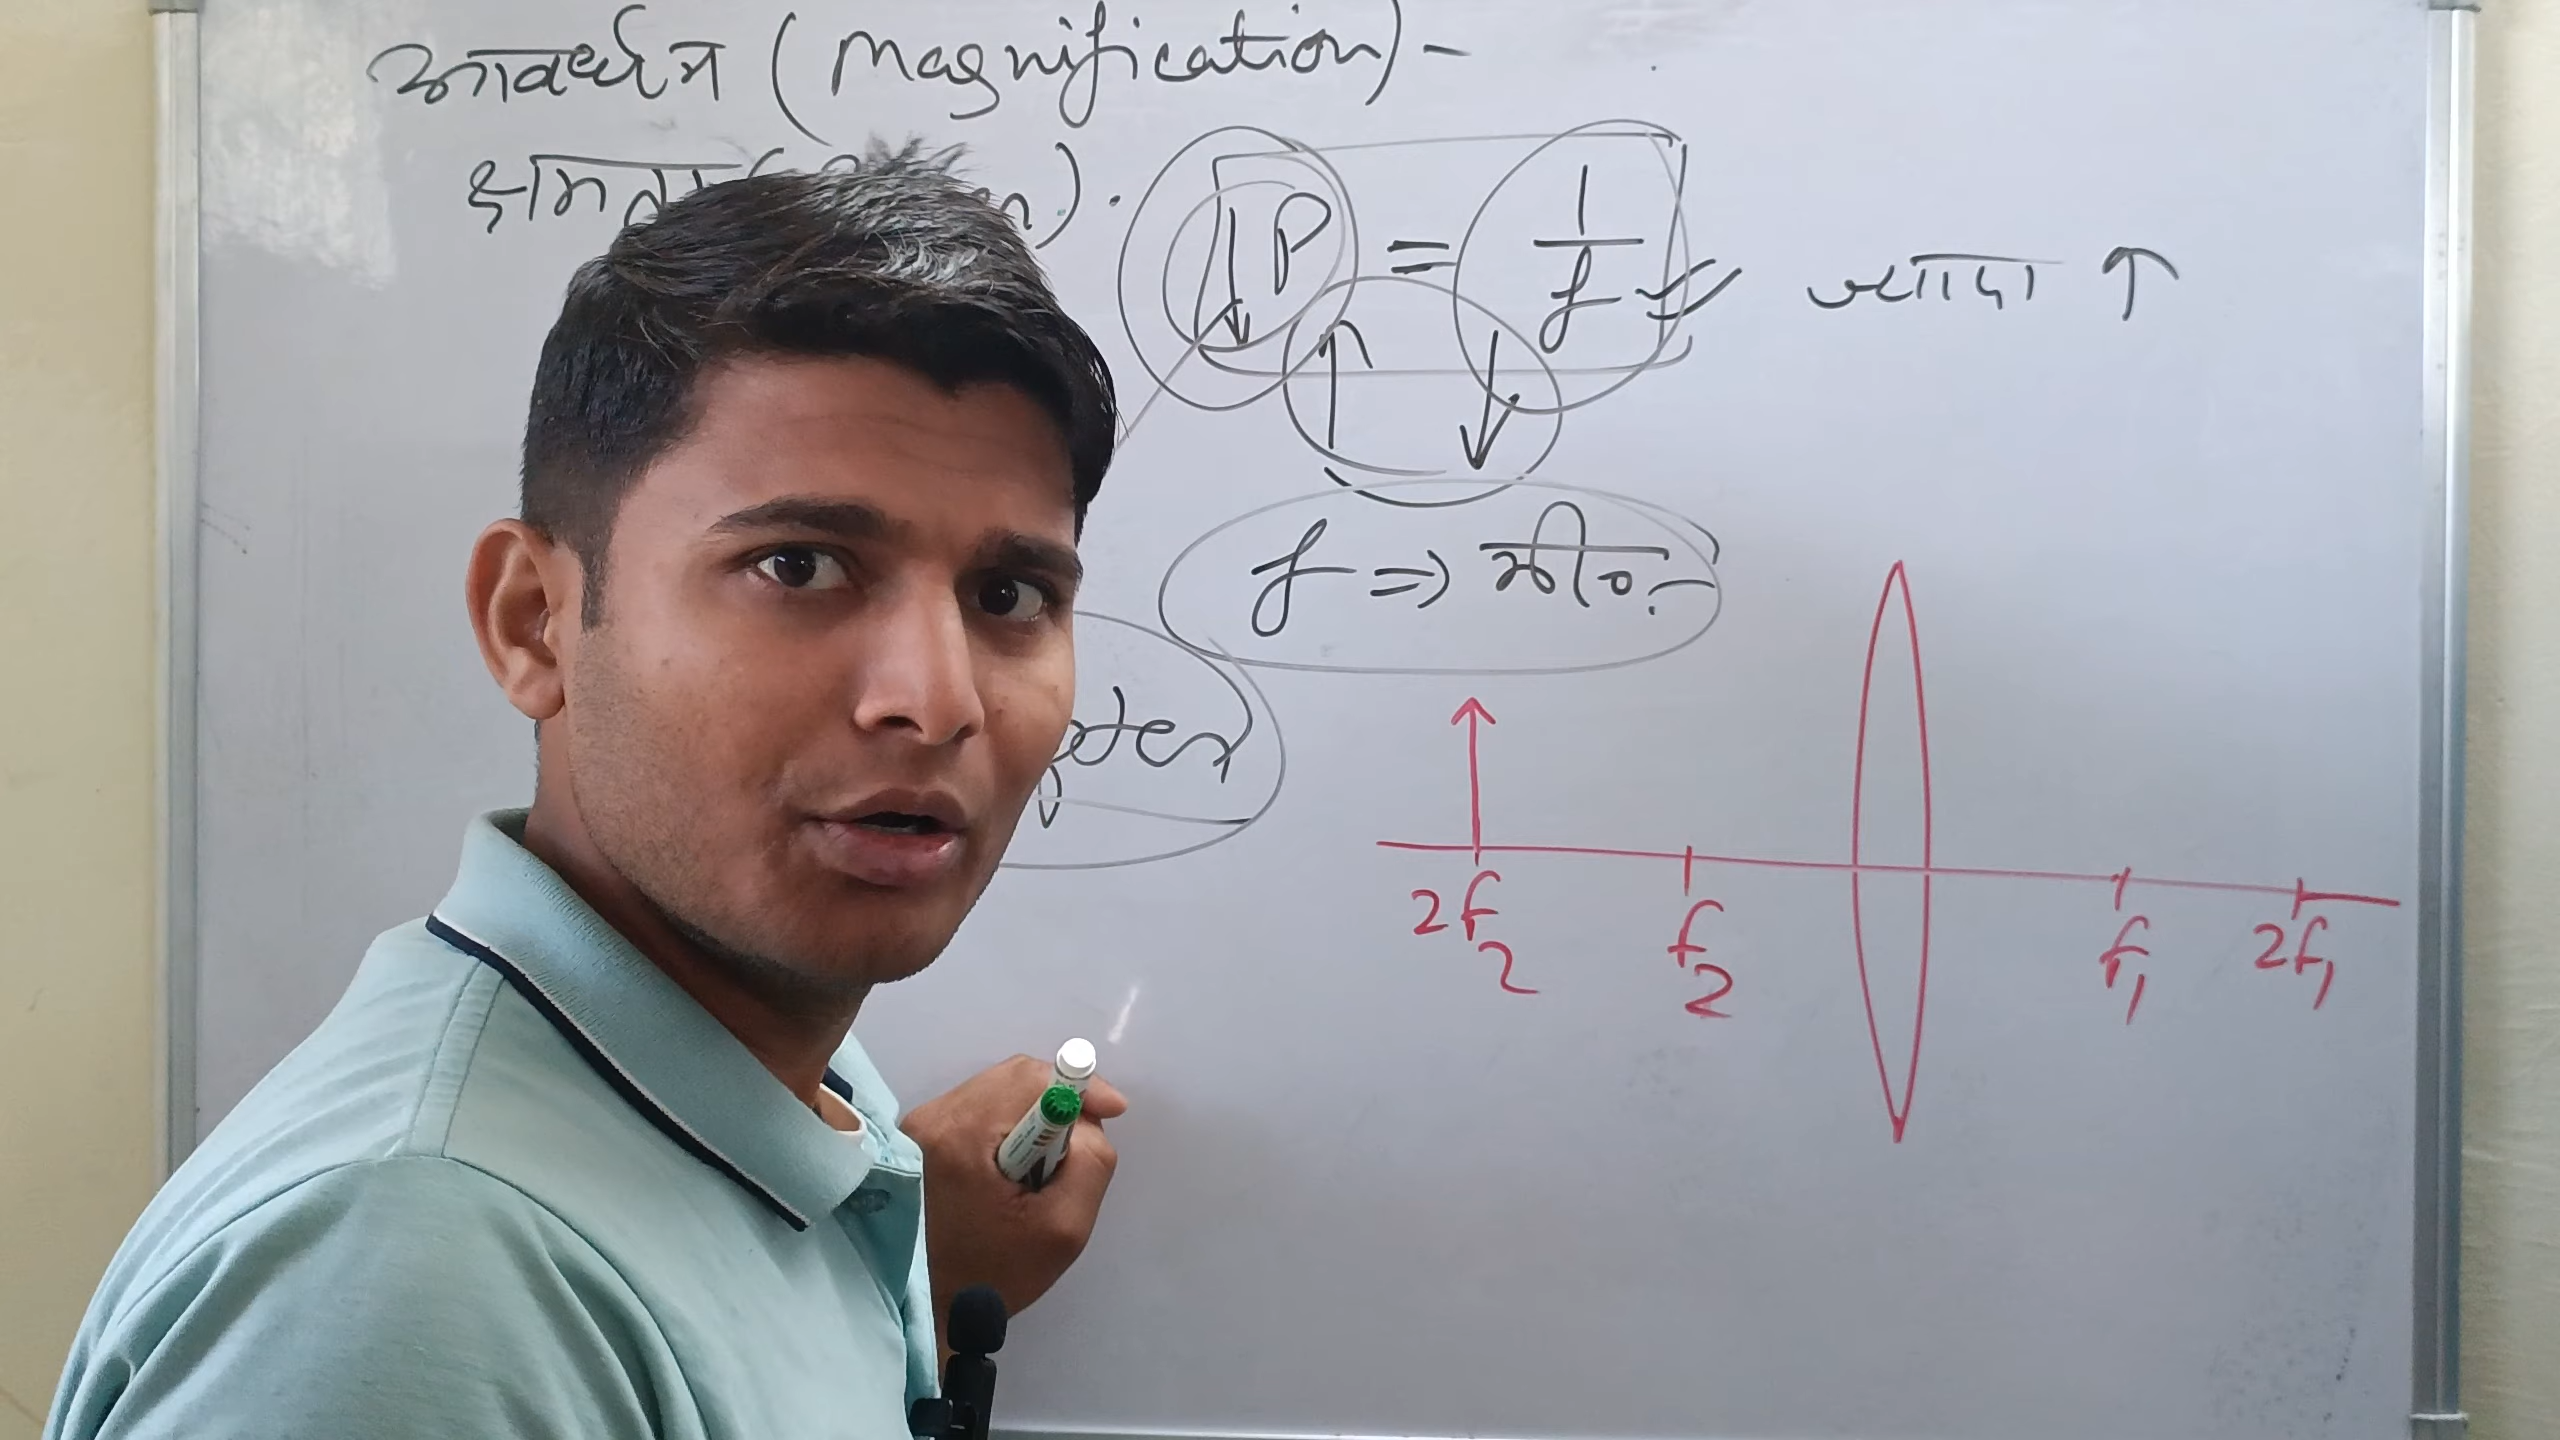 आवर्धन (Magnification) -
क्षमता
↓P = 1/f
ज्यादा ↑
↑ ↓
f => मी०:-
2f2 f2 f1 2f1